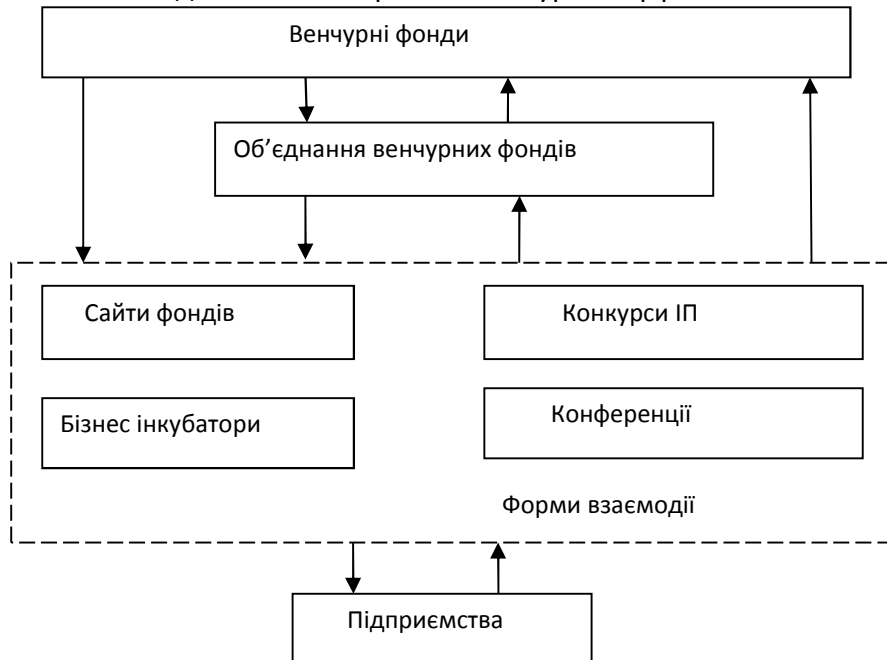 Венчурні фонди
Об’єднання венчурних фондів
Сайти фондів
Конкурси ІП
Бізнес інкубатори
Конференції
Форми взаємодії
Підприємства